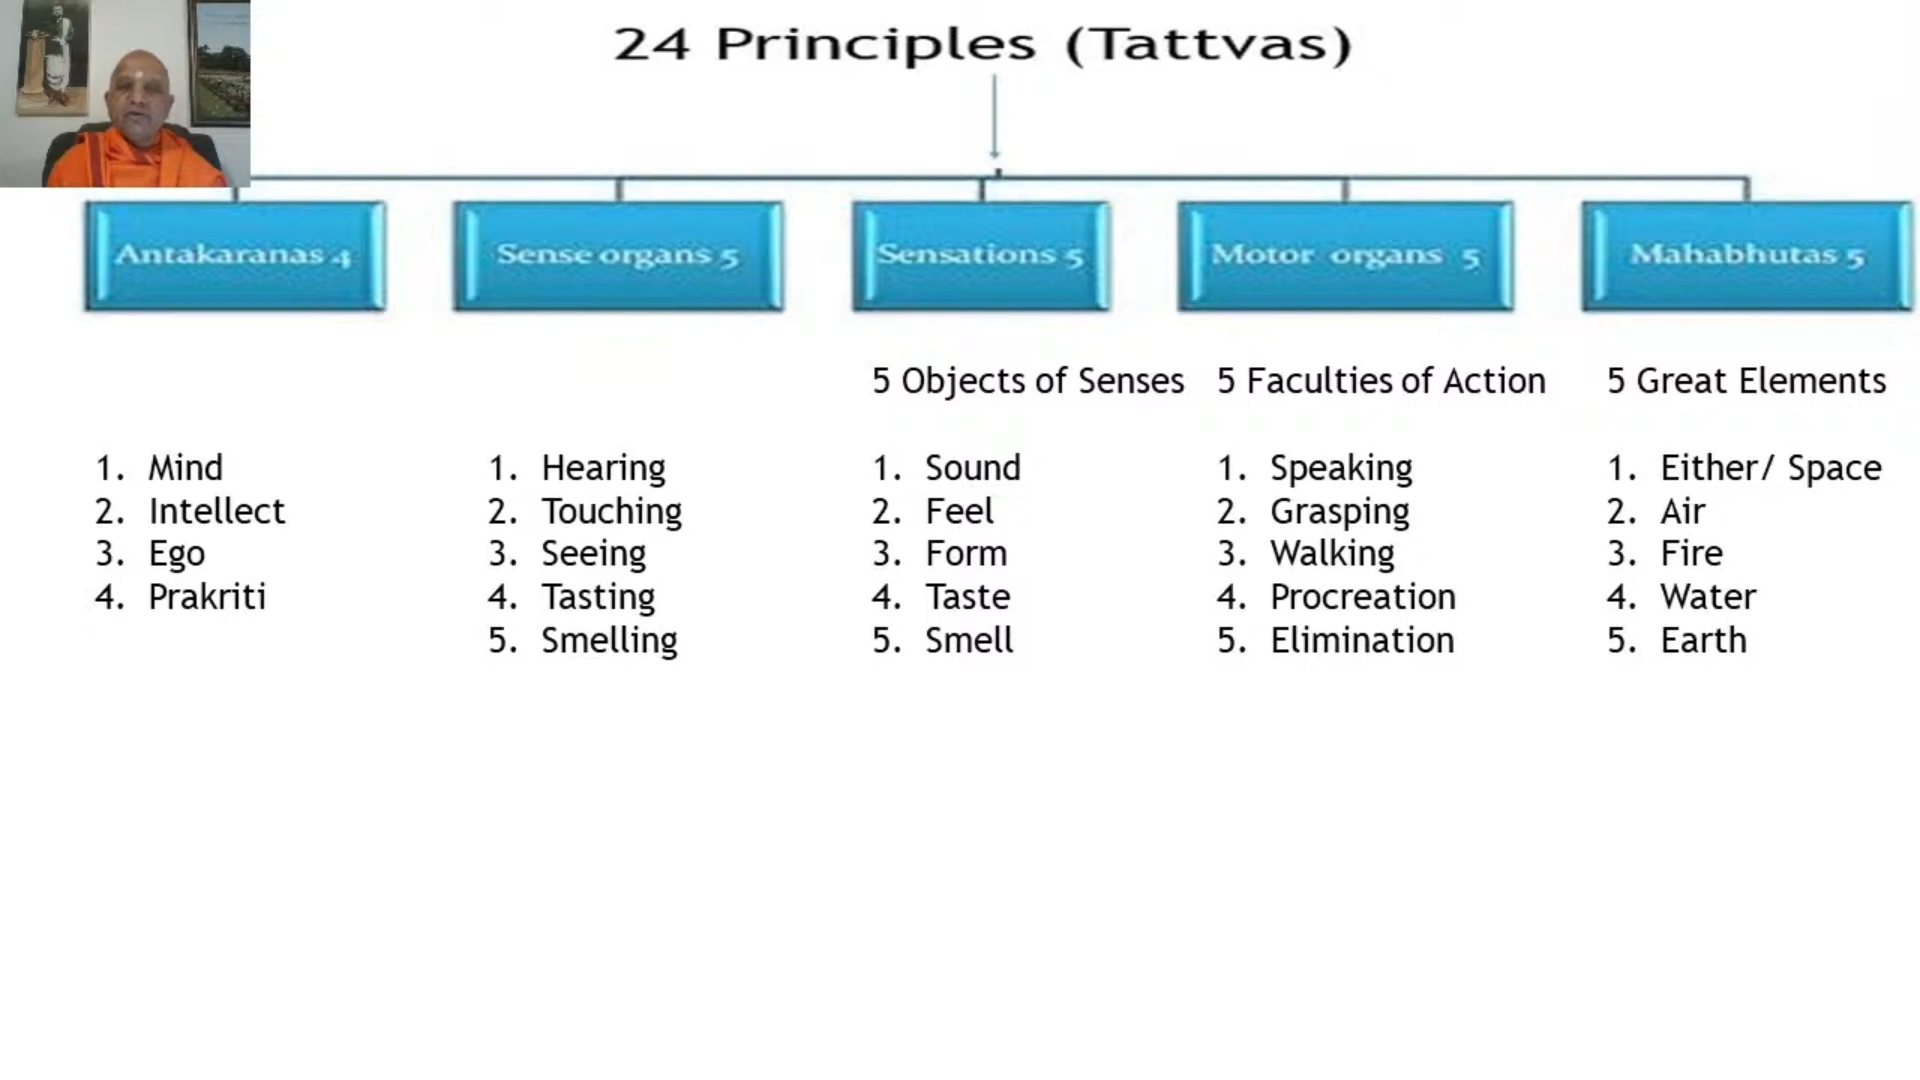 24 Principles (Tattvas)
Antakaranas 4
Sense organs 5
Sensations 5
Motor organs 5
Mahabhutas 5
5 Objects of Senses
5 Faculties of Action
5 Great Elements
1. Mind
2. Intellect
3. Ego
4. Prakriti
1. Hearing
2. Touching
3. Seeing
4. Tasting
5. Smelling
1. Sound
2. Feel
3. Form
4. Taste
5. Smell
1. Speaking
2. Grasping
3. Walking
4. Procreation
5. Elimination
1. Either/ Space
2. Air
3. Fire
4. Water
5. Earth